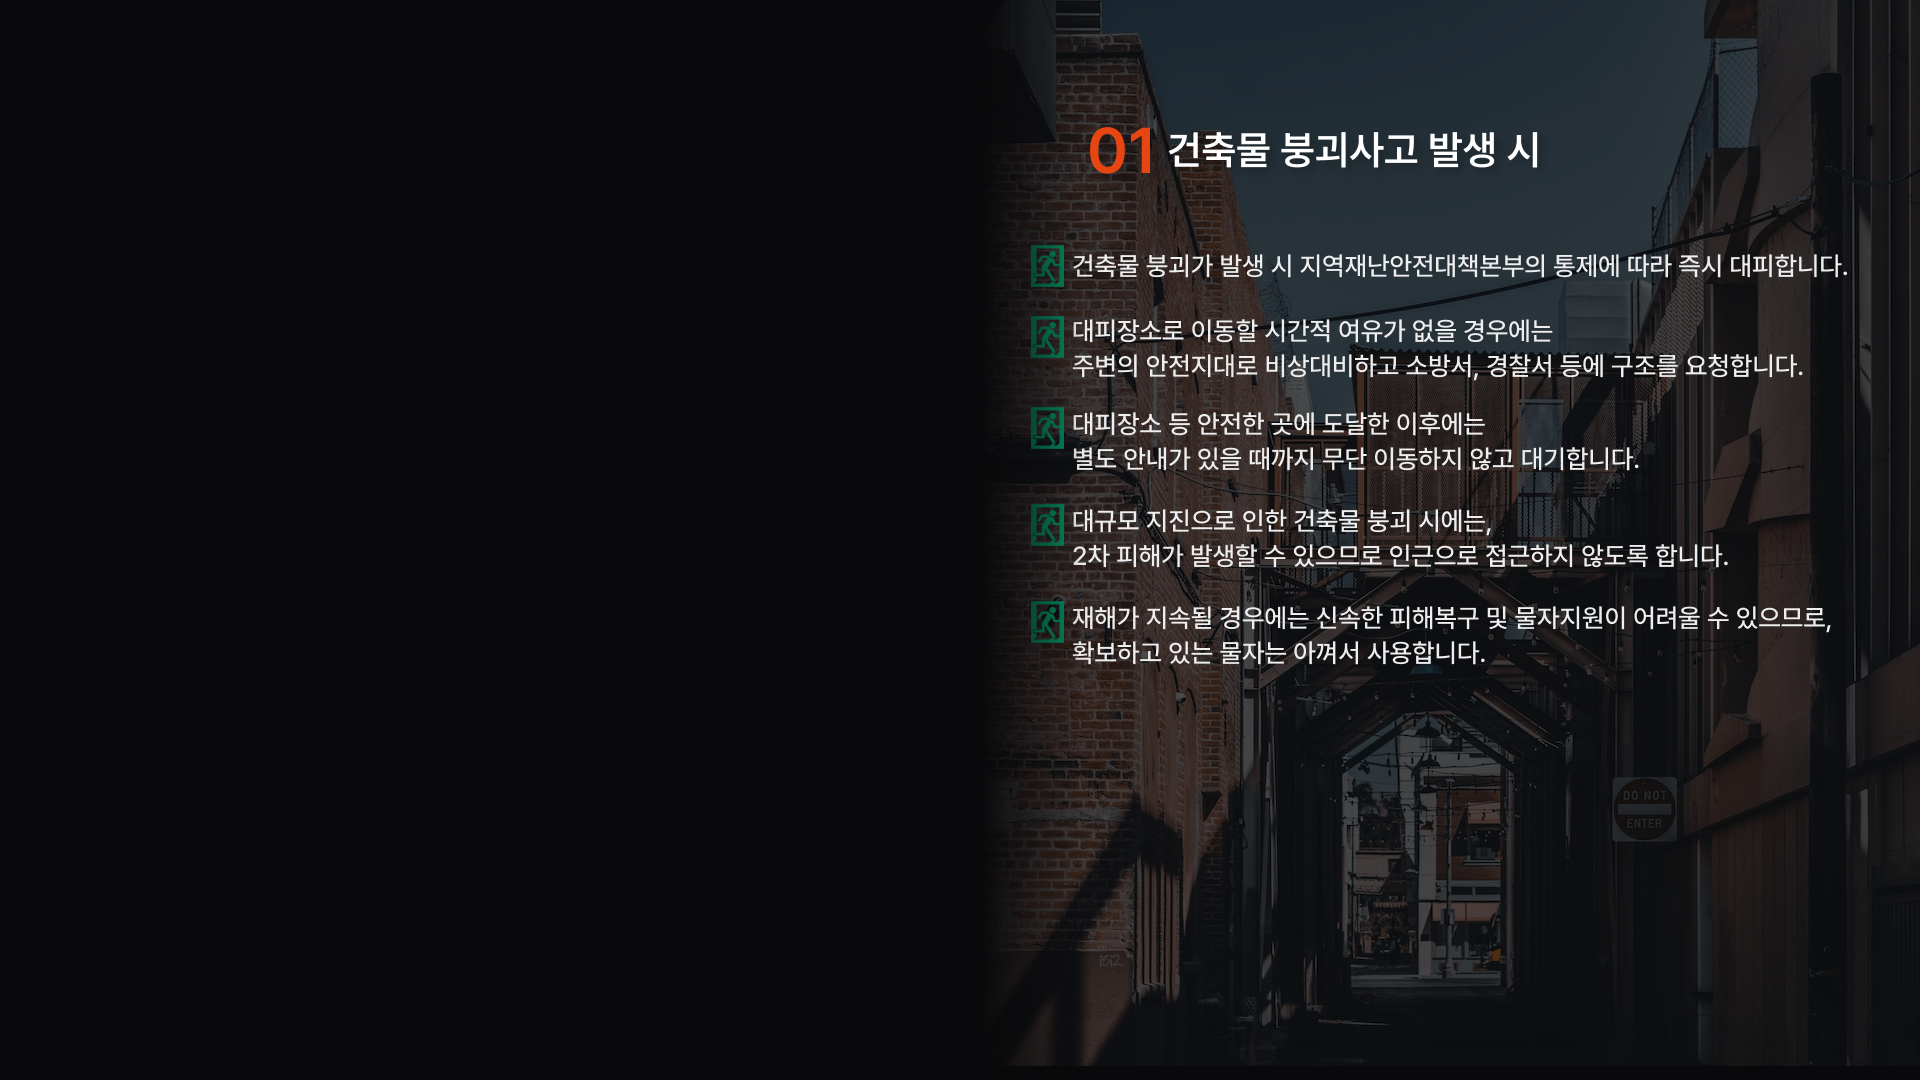 01 건축물 붕괴사고 발생 시
건축물 붕괴가 발생 시 지역재난안전대책본부의 통제에 따라 즉시 대피합니다.
대피장소로 이동할 시간적 여유가 없을 경우에는
주변의 안전지대로 비상대비하고 소방서, 경찰서 등에 구조를 요청합니다.
대피장소 등 안전한 곳에 도달한 이후에는
별도 안내가 있을 때까지 무단 이동하지 않고 대기합니다.
대규모 지진으로 인한 건축물 붕괴 시에는,
2차 피해가 발생할 수 있으므로 인근으로 접근하지 않도록 합니다.
재해가 지속될 경우에는 신속한 피해복구 및 물자지원이 어려울 수 있으므로,
확보하고 있는 물자는 아껴서 사용합니다.
DO NOT
ENTER
1512